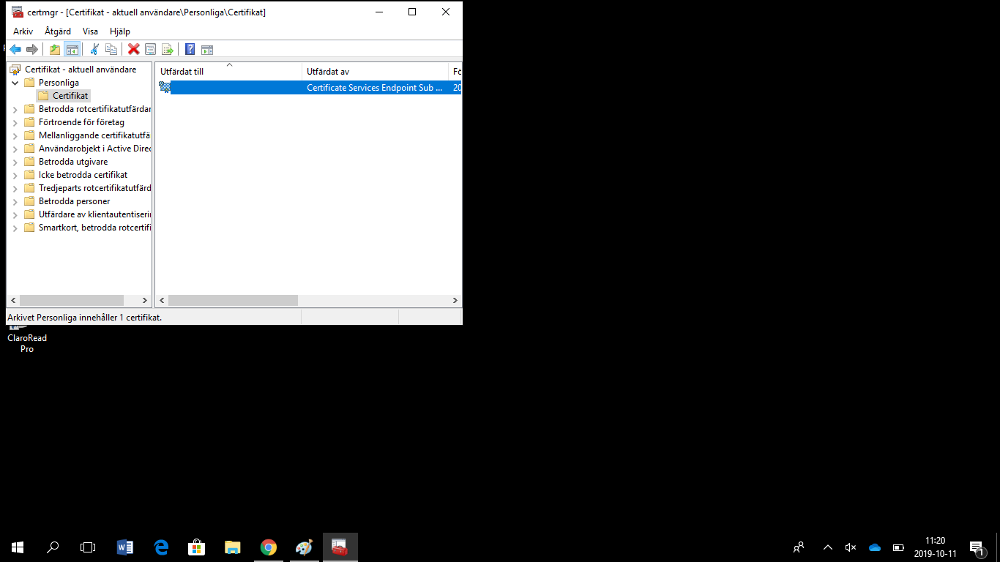 certmgr - [Certifikat - aktuell användare\Personliga\Certifikat]
Arkiv Åtgärd Visa Hjälp
Certifikat - aktuell användare
Personliga
Certifikat
Betrodda rotcertifikatutfärdar
Förtroende för företag
Mellanliggande certifikatutfä
Användarobjekt i Active Direc
Betrodda utgivare
Icke betrodda certifikat
Tredjeparts rotcertifikatutfärd
Betrodda personer
Utfärdare av klientautentiserin
Smartkort, betrodda rotcertifi
Utfärdat till Utfärdat av Fö
Certificate Services Endpoint Sub ... 20
Arkivet Personliga innehåller 1 certifikat.
ClaroRead
Pro
11:20
2019-10-11
1